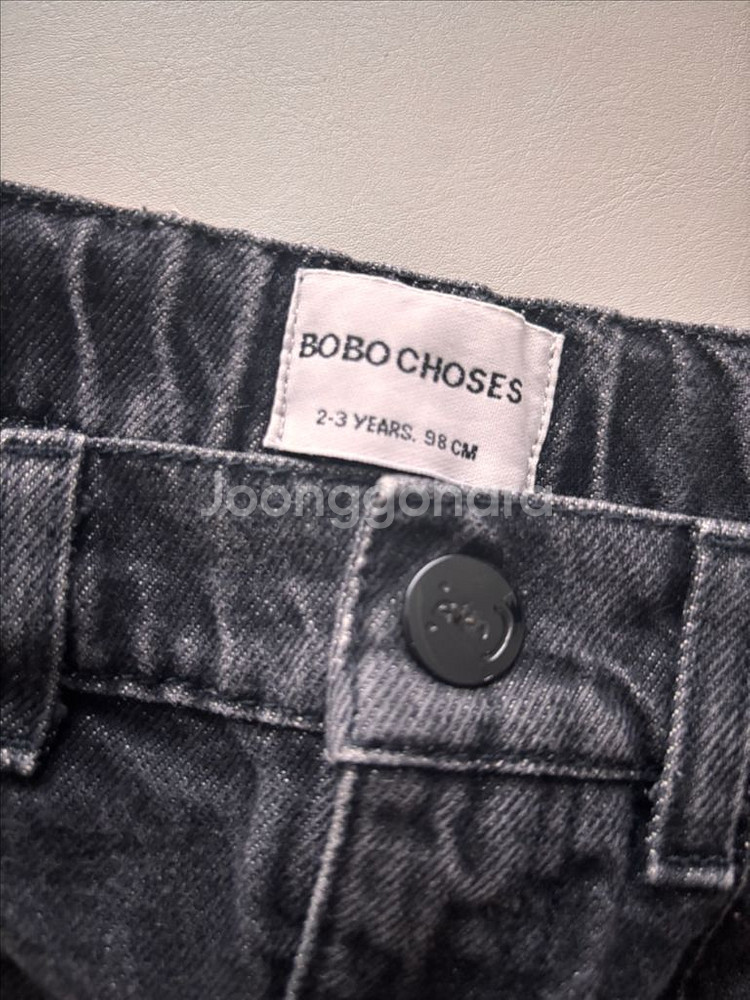 BOBO CHOSES
2-3 YEARS. 98 CM
Joonggonara